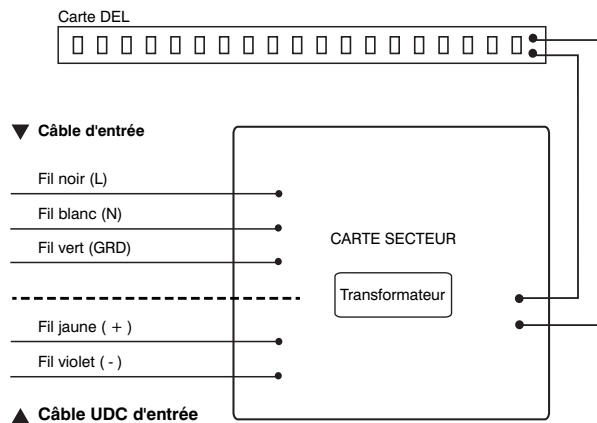 Carte DEL
Câble d'entrée
Fil noir (L)
Fil blanc (N)
Fil vert (GRD)
CARTE SECTEUR
Transformateur
Fil jaune ( + )
Fil violet ( - )
Câble UDC d'entrée